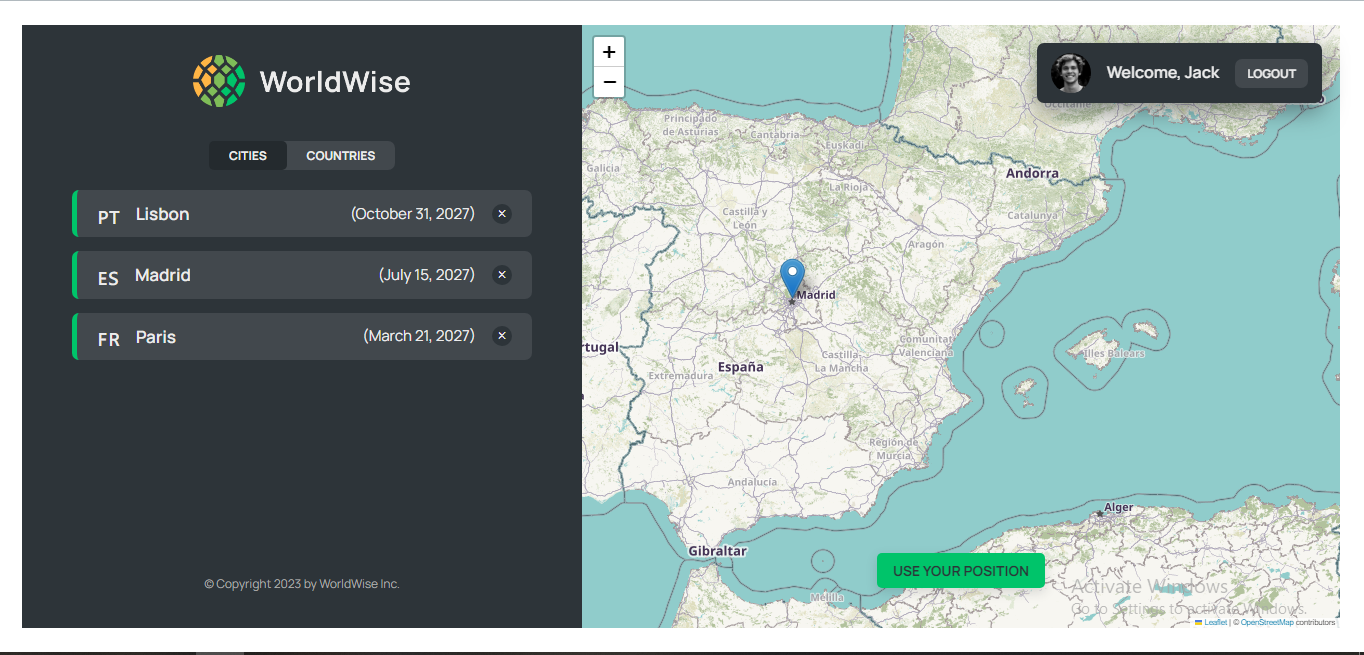 WorldWise
CITIES
COUNTRIES
PT Lisbon (October 31, 2027) ×
ES Madrid (July 15, 2027) ×
FR Paris (March 21, 2027) ×
© Copyright 2023 by WorldWise Inc.
+
−
Welcome, Jack
LOGOUT
Occitanie
Principado
de Asturias
Cantabria
Euskadi
Galicia
Andorra
La Rioja
Castilla y
León
Catalunya
Aragón
Madrid
rtugal
Comunitat
Valenciana
Castilla-
La Mancha
Illes Balears
España
Extremadura
Región de
Murcia
Andalucía
Alger
Gibraltar
USE YOUR POSITION
Melilla
Activate Windows
Go to Settings to activate Windows.
Leaflet | © OpenStreetMap contributors